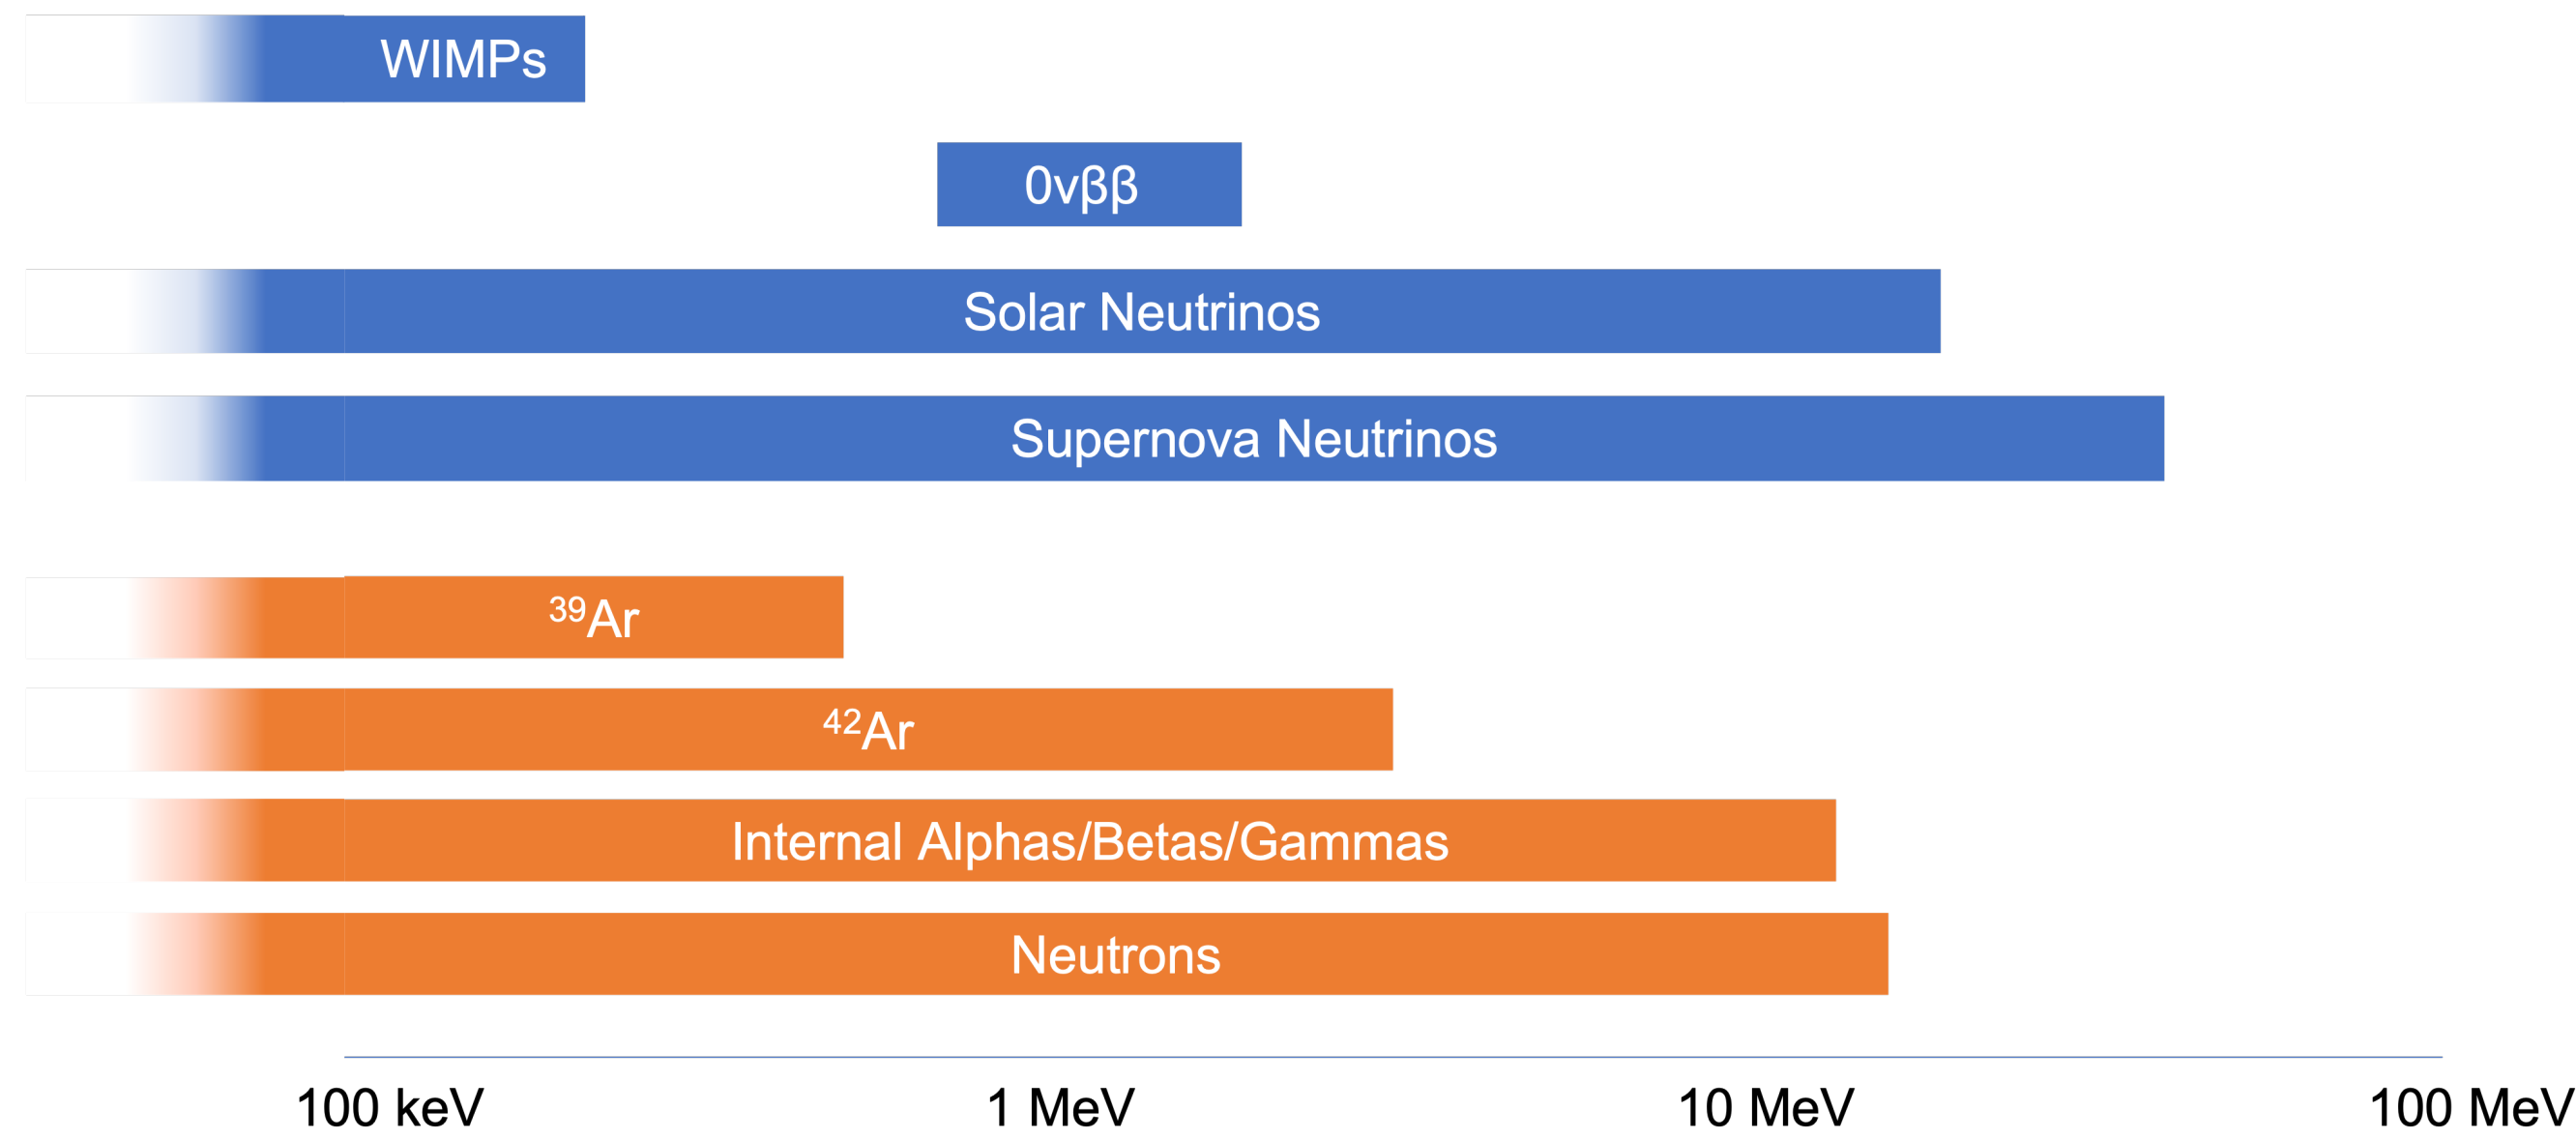 WIMPs
0vββ
Solar Neutrinos
Supernova Neutrinos
³⁹Ar
⁴²Ar
Internal Alphas/Betas/Gammas
Neutrons
100 keV 1 MeV 10 MeV 100 MeV